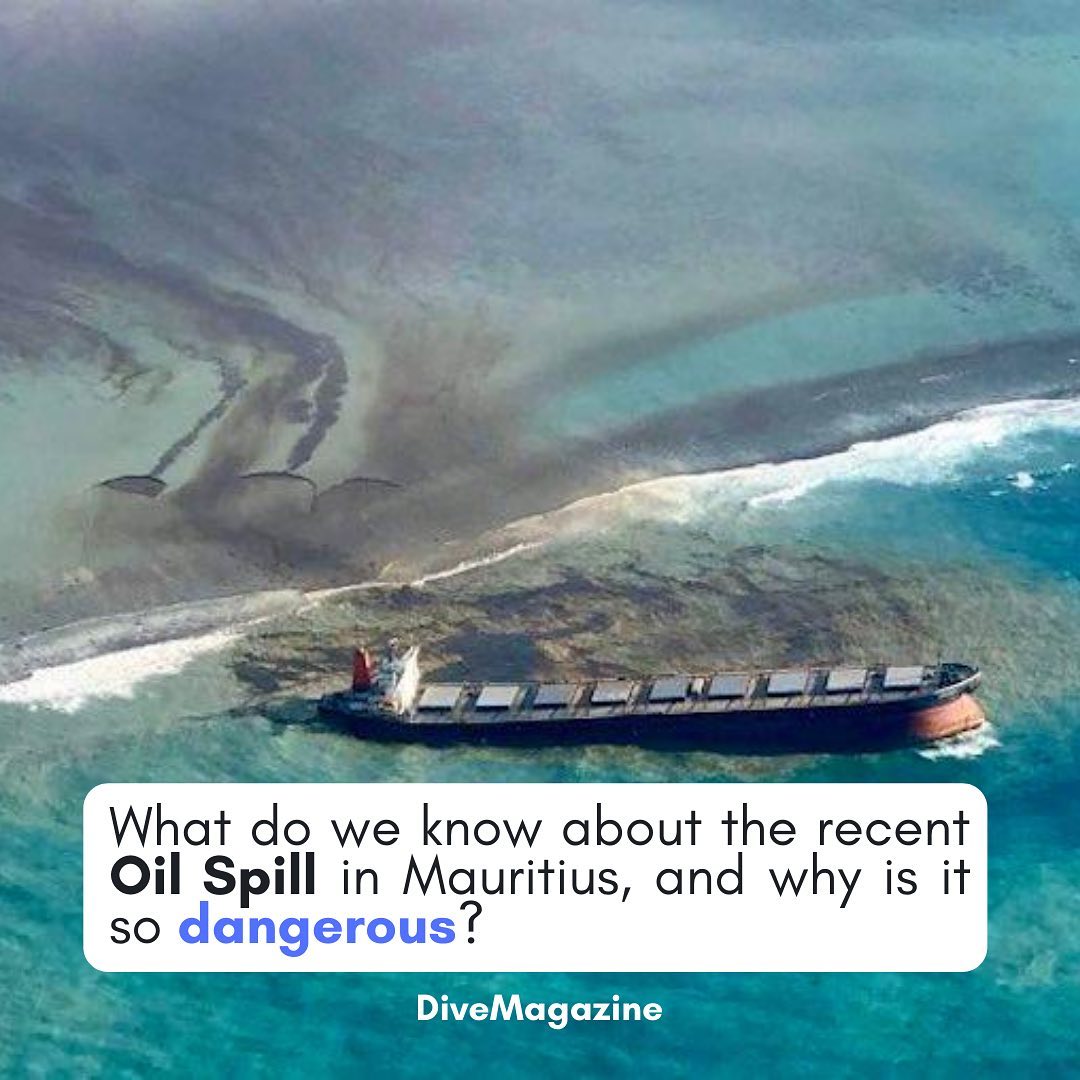 What do we know about the recent
Oil Spill in Mauritius, and why is it
so dangerous?
DiveMagazine